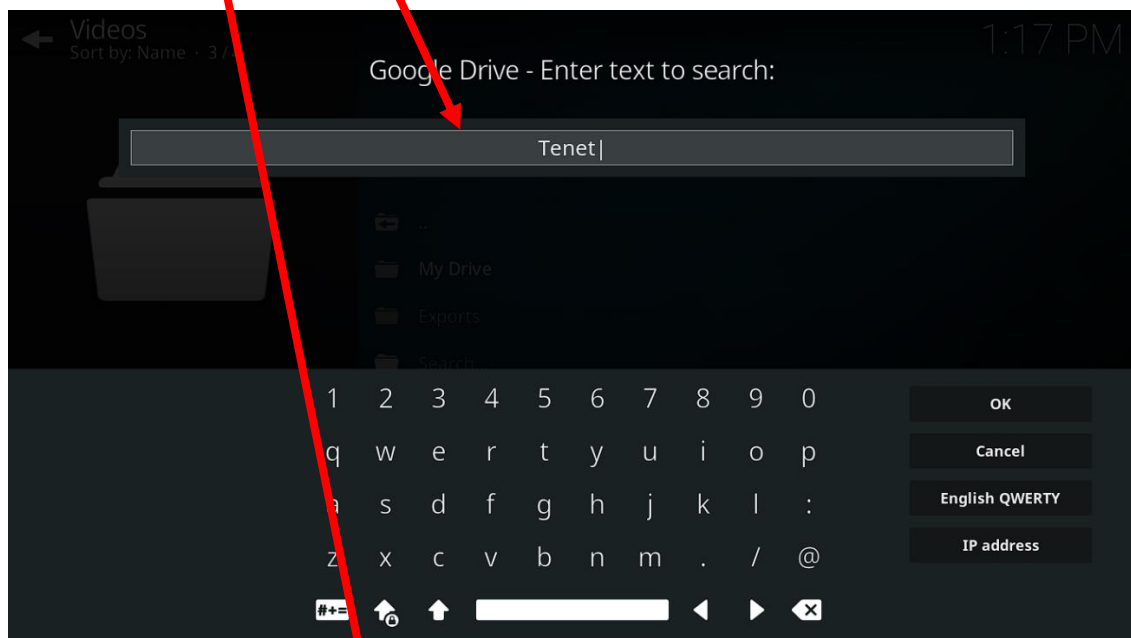 Videos
Sort by: Name · 3 /
1:17 PM
Google Drive - Enter text to search:
Tenet
..
My Drive
Exports
Search
1 2 3 4 5 6 7 8 9 0
OK
q w e r t y u i o p
Cancel
a s d f g h j k l :
English QWERTY
z x c v b n m . / @
IP address
#+=